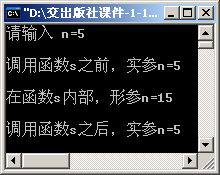 "D:\交出版社课件-1-1...
请输入 n=5
调用函数s之前，实参n=5
在函数s内部，形参n=15
调用函数s之后，实参n=5